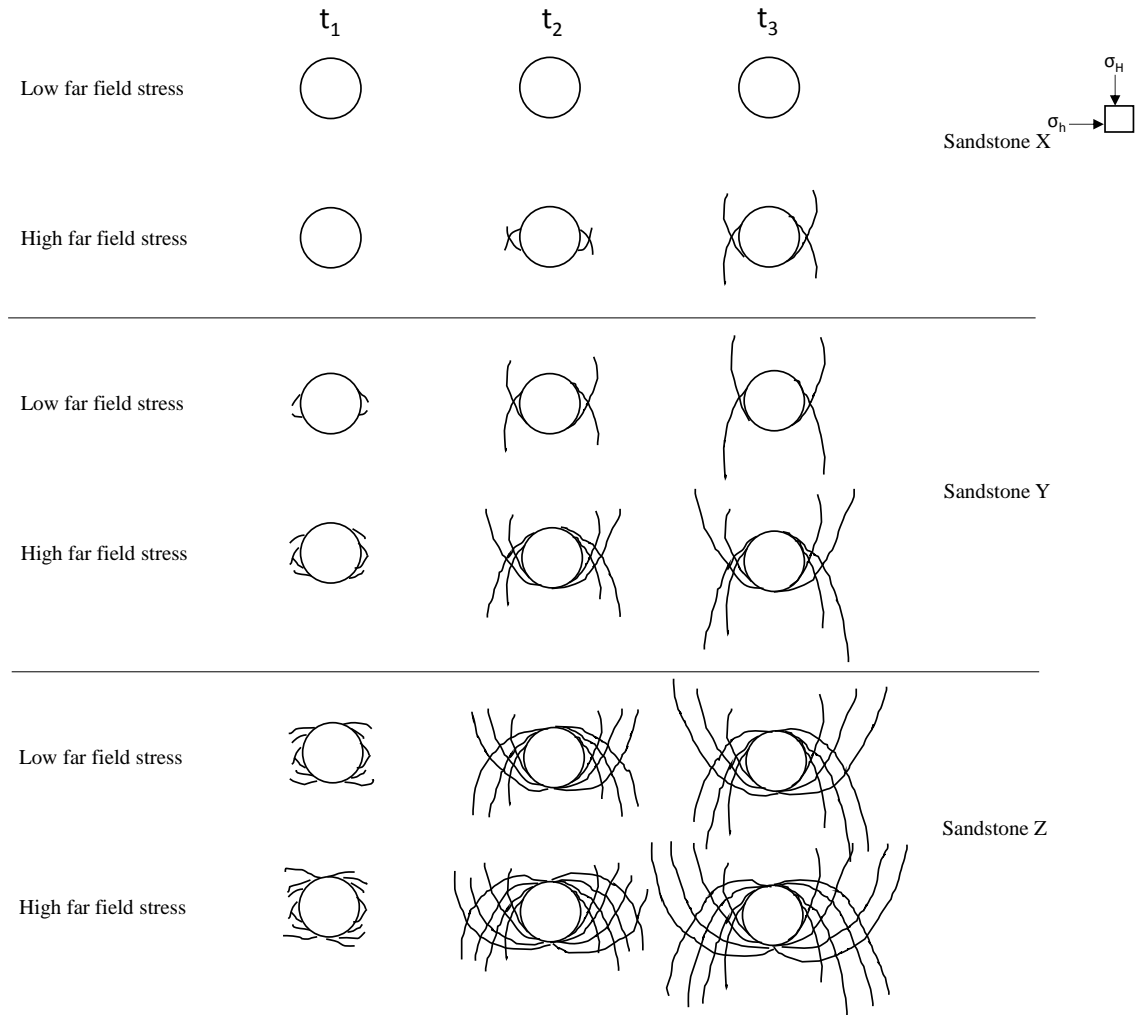 t₁ t₂ t₃
Low far field stress
σH
σh
Sandstone X
High far field stress
Low far field stress
Sandstone Y
High far field stress
Low far field stress
Sandstone Z
High far field stress